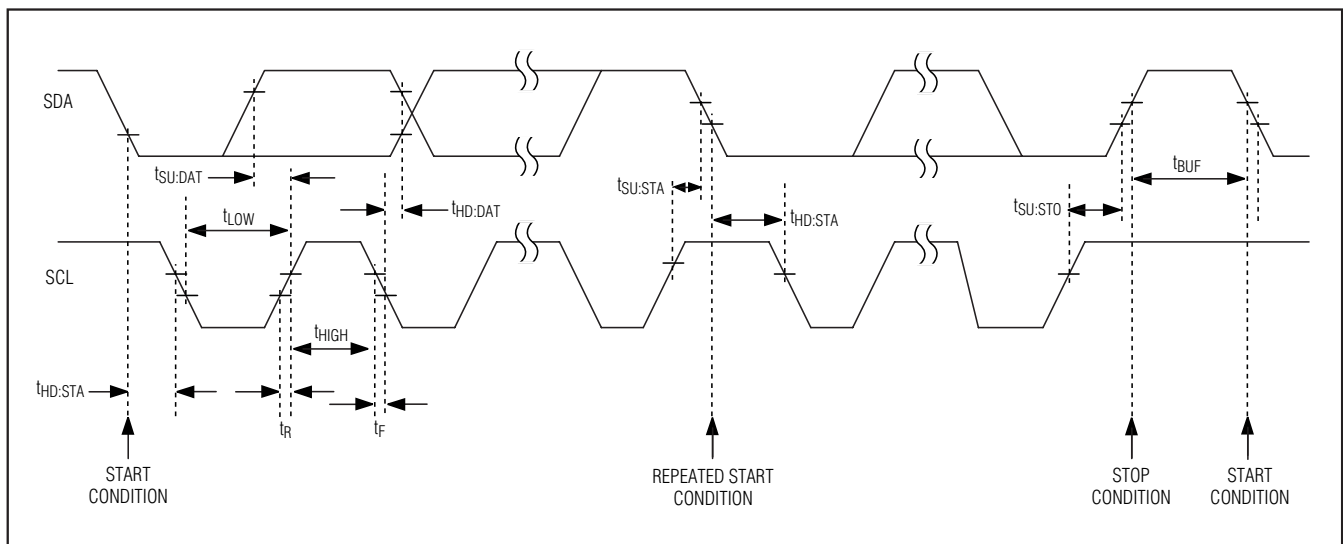 SDA
tSU:DAT
tLOW
tHD:DAT
tSU:STA
tHD:STA
tSU:STO
tBUF
SCL
tHIGH
tHD:STA
tR
tF
START
CONDITION
REPEATED START
CONDITION
STOP
CONDITION
START
CONDITION